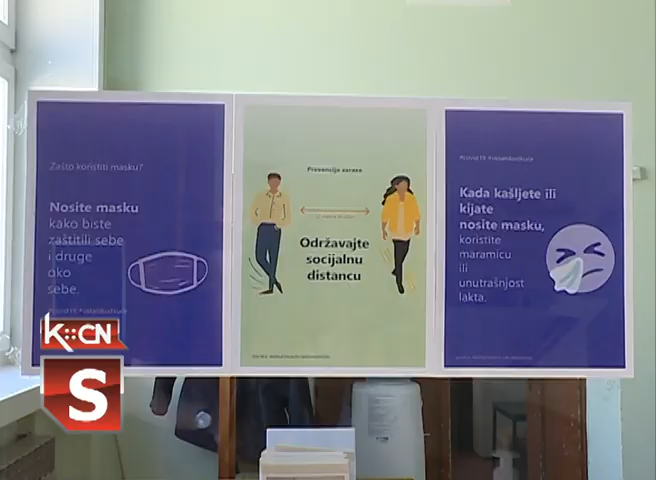 Zašto koristiti masku?
Nosite masku
kako biste
zaštitili sebe
i druge
oko
sebe.
Prevencija zaraze
Održavajte
socijalnu
distancu
Kada kašljete ili
kijate
nosite masku,
koristite
maramicu
ili
unutrašnjost
lakta.
K::CN
S